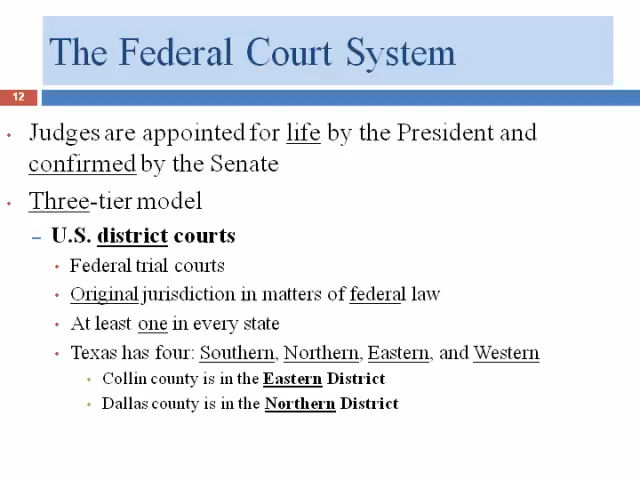 The Federal Court System
12
• Judges are appointed for life by the President and
confirmed by the Senate
• Three-tier model
– U.S. district courts
• Federal trial courts
• Original jurisdiction in matters of federal law
• At least one in every state
• Texas has four: Southern, Northern, Eastern, and Western
• Collin county is in the Eastern District
• Dallas county is in the Northern District